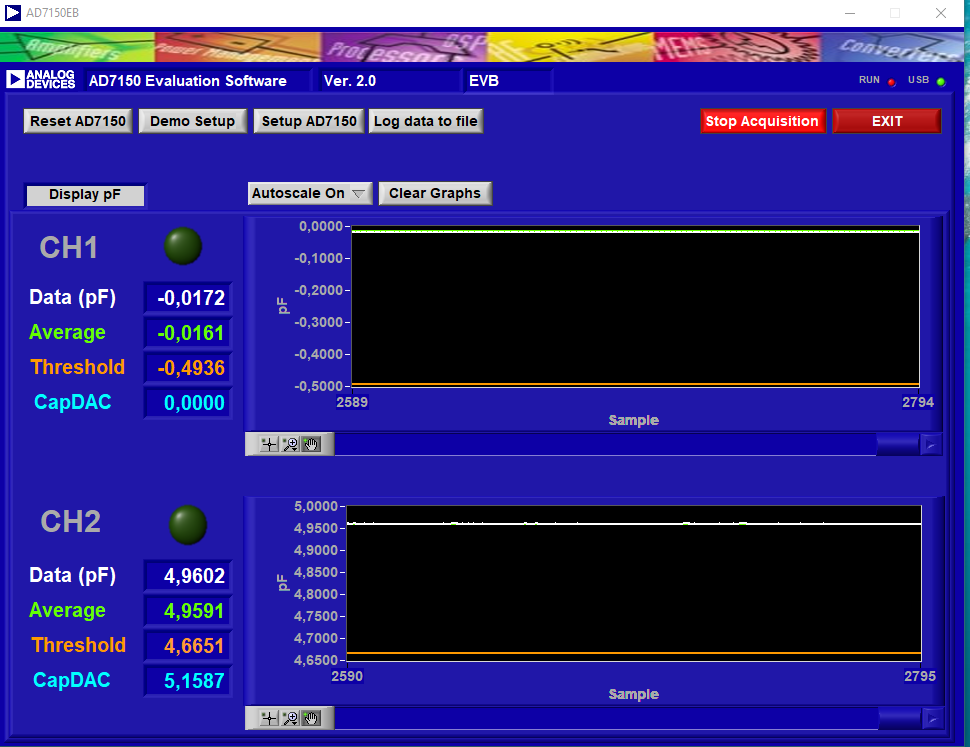 AD7150EB
Amplifiers Power Management Processors DSP MEMS Converters
ANALOG DEVICES AD7150 Evaluation Software Ver. 2.0 EVB RUN USB
Reset AD7150 Demo Setup Setup AD7150 Log data to file Stop Acquisition EXIT
Display pF Autoscale On Clear Graphs
CH1
Data (pF) -0,0172
Average -0,0161
Threshold -0,4936
CapDAC 0,0000
0,0000
-0,1000
-0,2000
pF
-0,3000
-0,4000
-0,5000
2589 2794
Sample
CH2
Data (pF) 4,9602
Average 4,9591
Threshold 4,6651
CapDAC 5,1587
5,0000
4,9500
4,9000
4,8500
pF
4,8000
4,7500
4,7000
4,6500
2590 2795
Sample